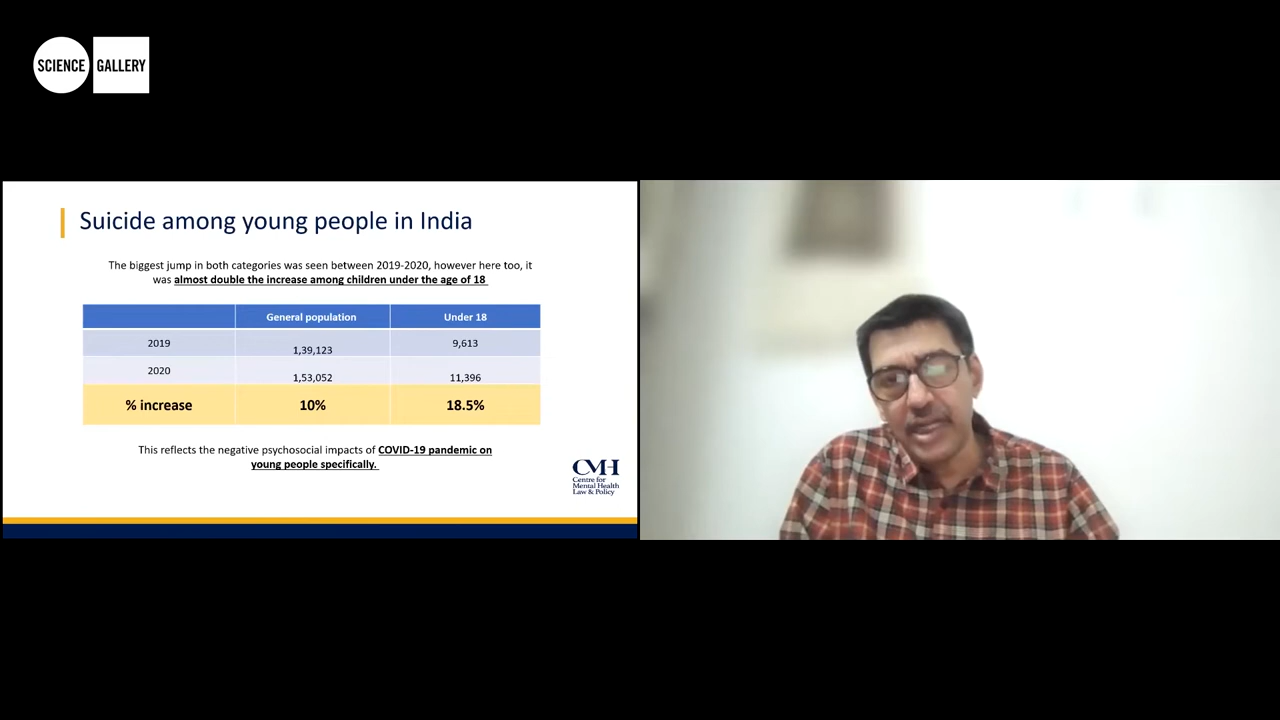 SCIENCE GALLERY
Suicide among young people in India
The biggest jump in both categories was seen between 2019-2020, however here too, it
was almost double the increase among children under the age of 18
General population Under 18
2019 1,39,123 9,613
2020 1,53,052 11,396
% increase 10% 18.5%
This reflects the negative psychosocial impacts of COVID-19 pandemic on
young people specifically.
CMH
Centre for
Mental Health
Law & Policy